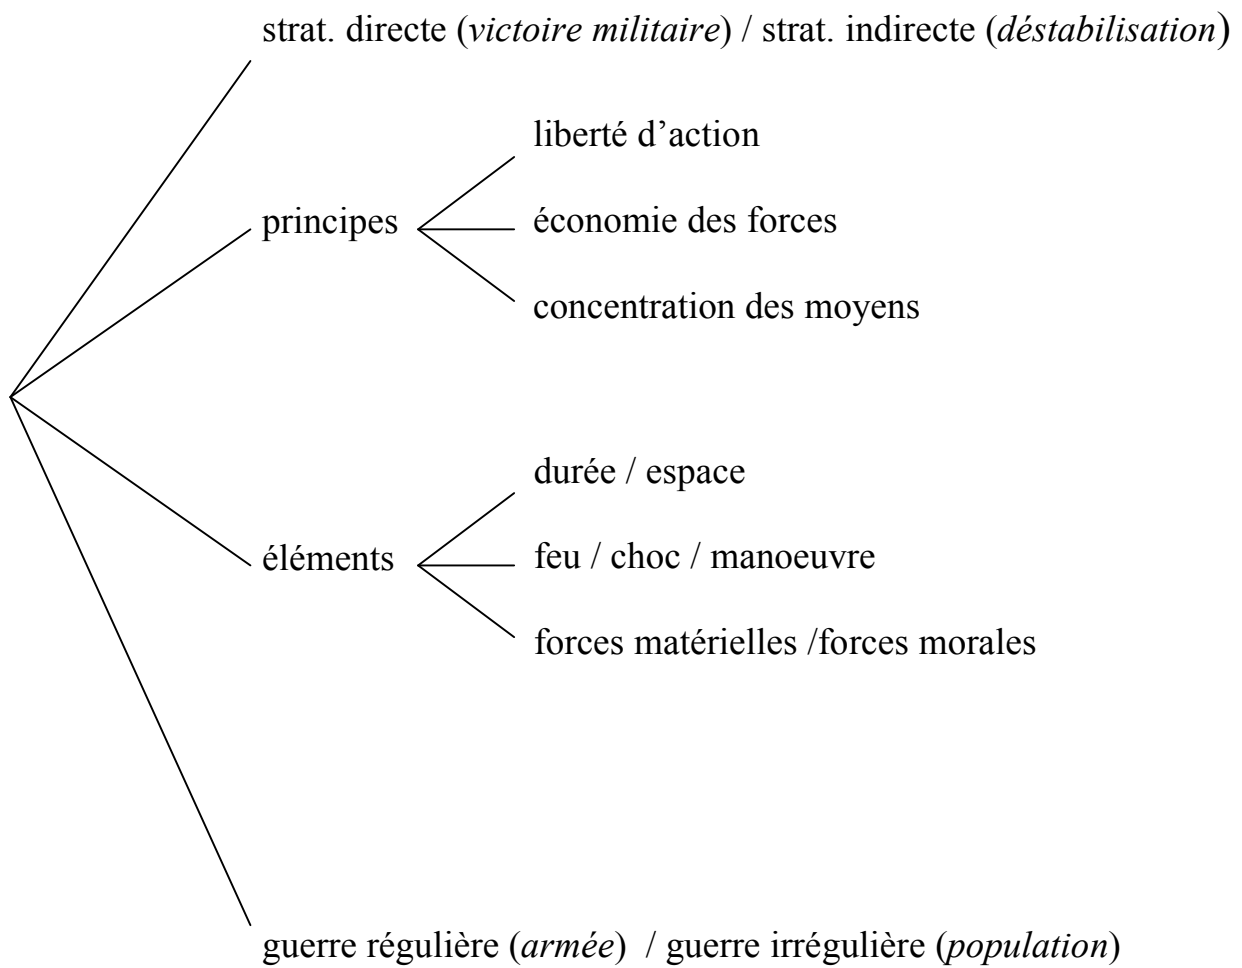 strat. directe (victoire militaire) / strat. indirecte (déstabilisation)
liberté d’action
principes
économie des forces
concentration des moyens
durée / espace
éléments
feu / choc / manoeuvre
forces matérielles /forces morales
guerre régulière (armée) / guerre irrégulière (population)